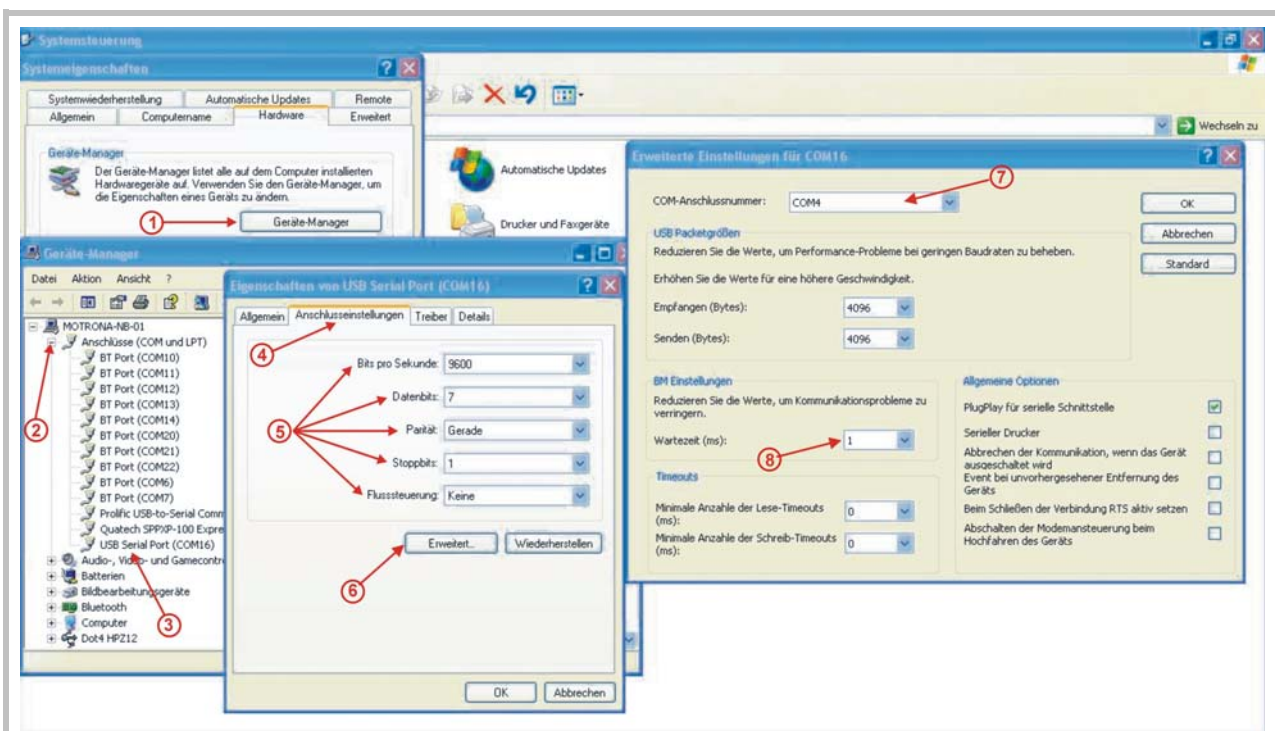 Systemsteuerung
Systemeigenschaften
Systemwiederherstellung Automatische Updates Remote
Allgemein Computername Hardware Erweitert
Geräte-Manager
Der Geräte-Manager listet alle auf dem Computer installierten
Hardwaregeräte auf. Verwenden Sie den Geräte-Manager, um
die Eigenschaften eines Geräts zu ändern.
1
Geräte-Manager
Wechseln zu
Automatische Updates
Drucker und Faxgeräte
Geräte-Manager
Datei Aktion Ansicht ?
MOTRONA-NB-01
Anschlüsse (COM und LPT)
BT Port (COM10)
BT Port (COM11)
BT Port (COM12)
BT Port (COM13)
BT Port (COM14)
BT Port (COM20)
BT Port (COM21)
BT Port (COM22)
BT Port (COM6)
BT Port (COM7)
Prolific USB-to-Serial Comm
Quatech SPPXP-100 Expre
USB Serial Port (COM16)
Audio-, Video- und Gamecontr
Batterien
Bildbearbeitungsgeräte
Bluetooth
Computer
Dot4 HPZ12
2
3
Eigenschaften von USB Serial Port (COM16)
Allgemein Anschlusseinstellungen Treiber Details
4
Bits pro Sekunde: 9600
Datenbits: 7
5
Parität: Gerade
Stoppbits: 1
Flusssteuerung: Keine
Erweitert... Wiederherstellen
6
OK Abbrechen
Erweiterte Einstellungen für COM16
7
COM-Anschlussnummer: COM4
OK
Abbrechen
Standard
USB Packetgrößen
Reduzieren Sie die Werte, um Performance-Probleme bei geringen Baudraten zu beheben.
Erhöhen Sie die Werte für eine höhere Geschwindigkeit.
Empfangen (Bytes): 4096
Senden (Bytes): 4096
BM Einstellungen
Reduzieren Sie die Werte, um Kommunikationsprobleme zu
verringern.
Wartezeit (ms): 1
8
Timeouts
Minimale Anzahle der Lese-Timeouts
(ms): 0
Minimale Anzahle der Schreib-Timeouts
(ms): 0
Allgemeine Optionen
PlugPlay für serielle Schnittstelle
Serieller Drucker
Abbrechen der Kommunikation, wenn das Gerät
ausgeschaltet wird
Event bei unvorhergesehener Entfernung des
Geräts
Beim Schließen der Verbindung RTS aktiv setzen
Abschalten der Modemansteuerung beim
Hochfahren des Geräts